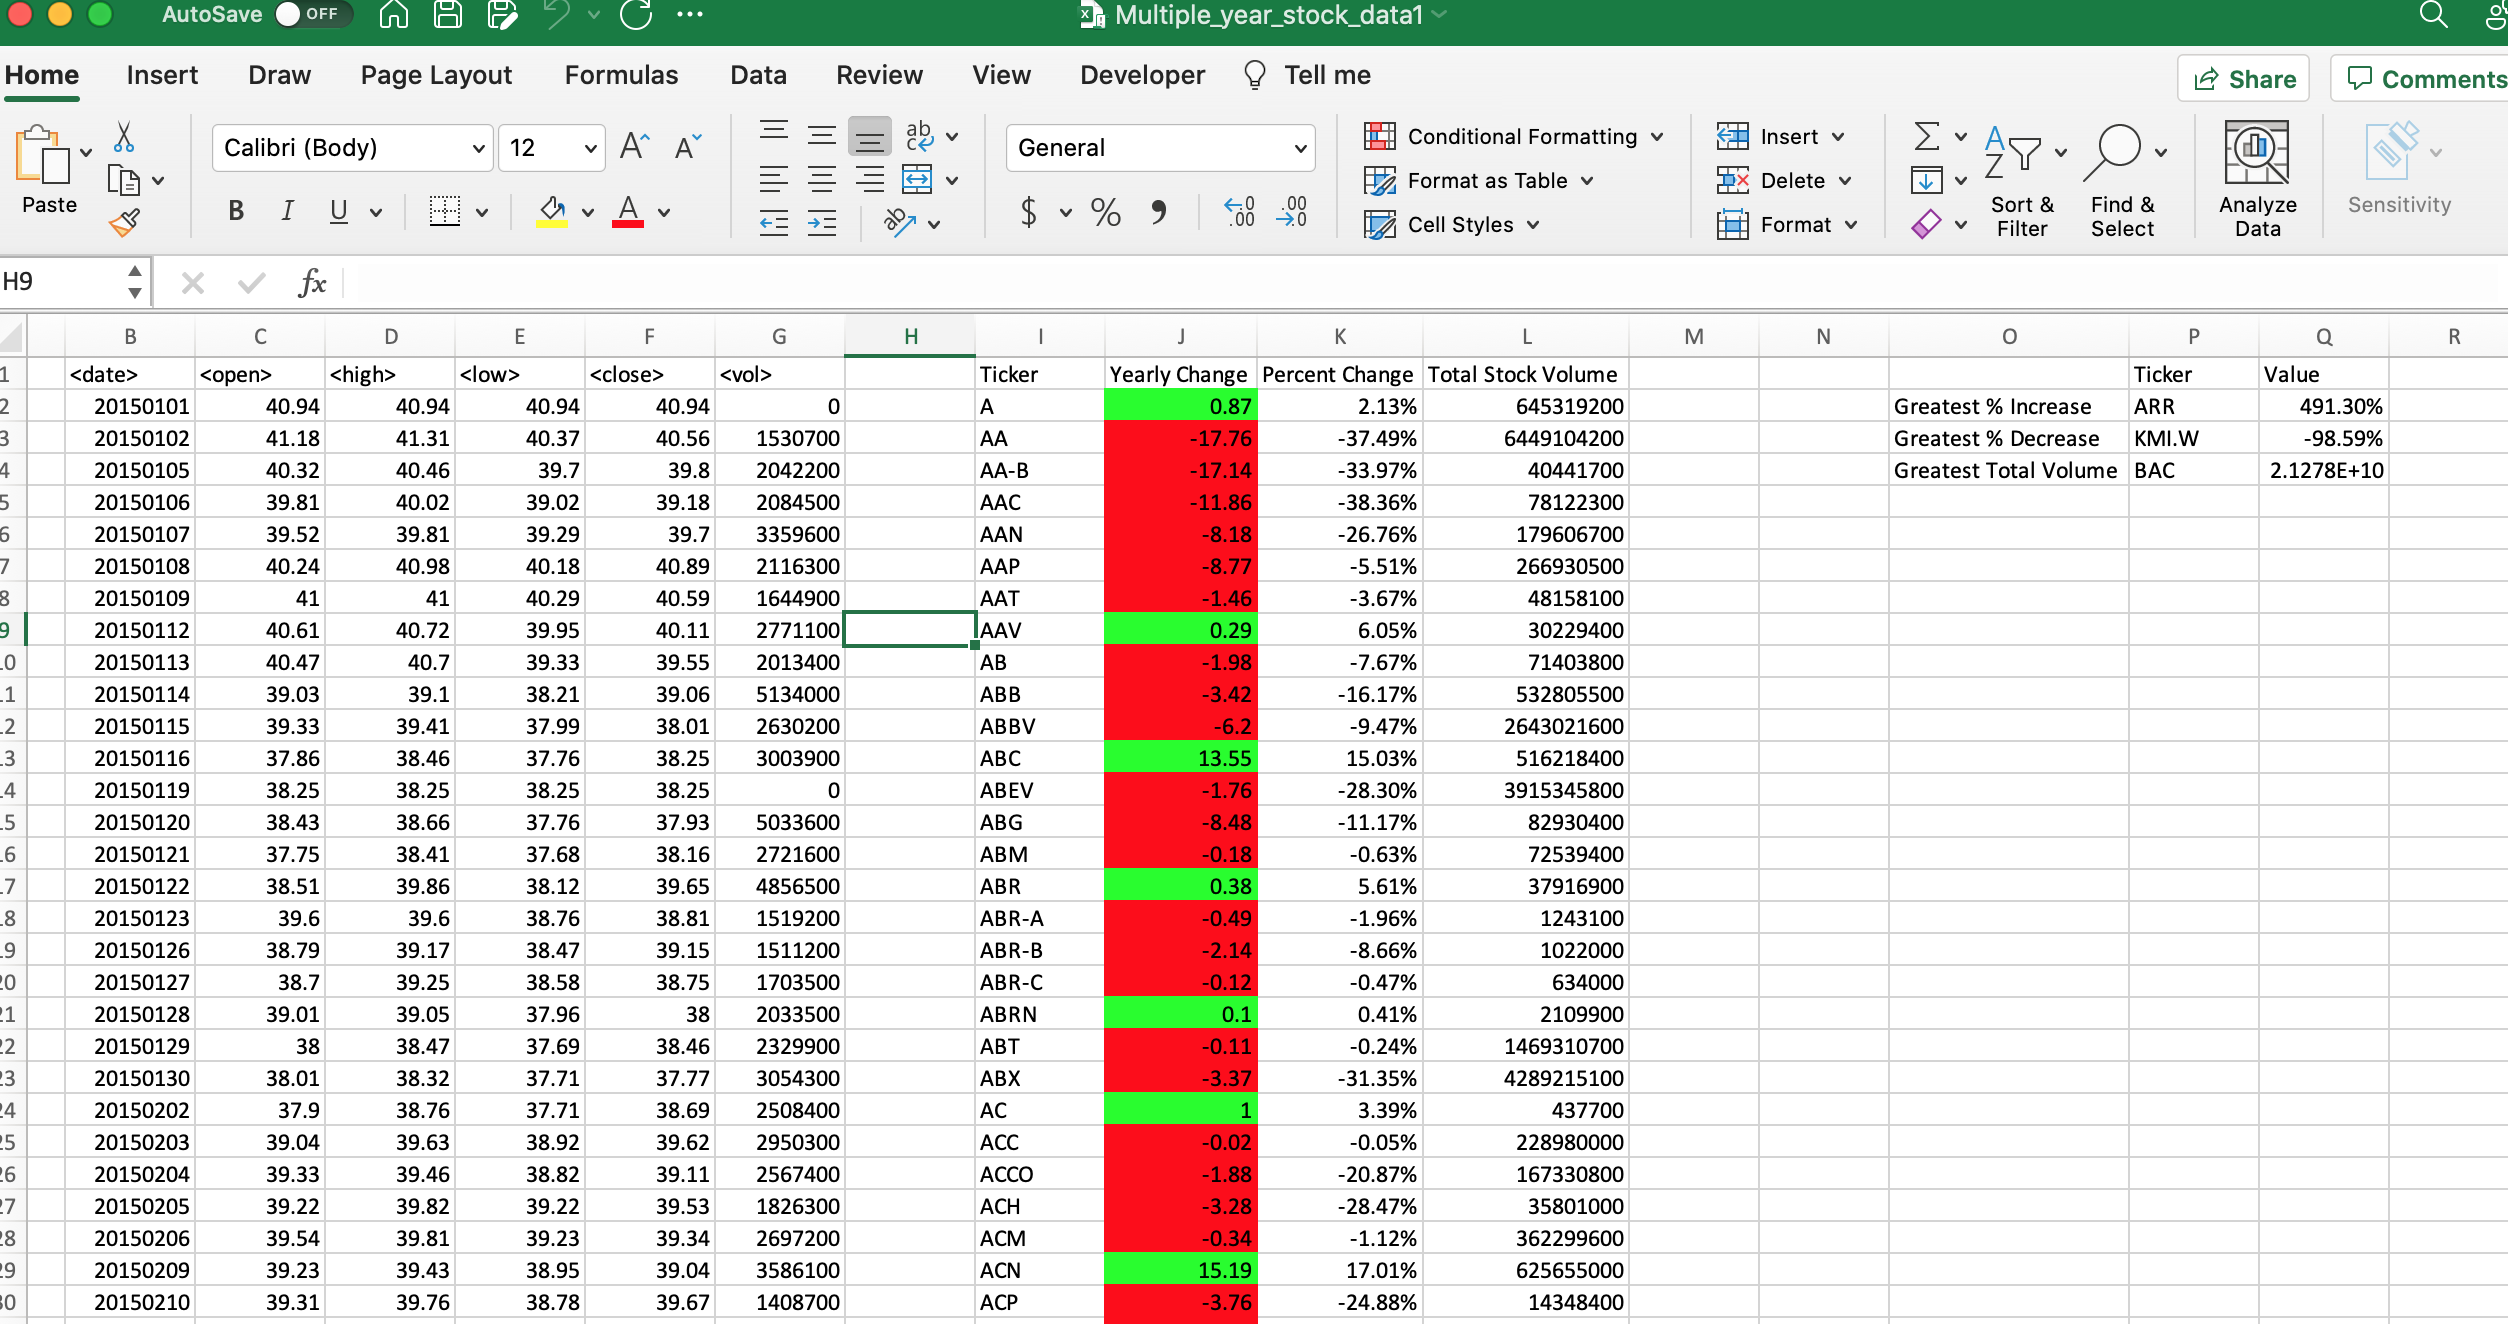 AutoSave OFF Multiple_year_stock_data1
Home Insert Draw Page Layout Formulas Data Review View Developer Tell me Share Comments
Paste Calibri (Body) 12 General Conditional Formatting Format as Table Cell Styles Insert Delete Format Sort & Filter Find & Select Analyze Data Sensitivity
H9 fx
B C D E F G H I J K L M N O P Q R
1 <date> <open> <high> <low> <close> <vol> Ticker Yearly Change Percent Change Total Stock Volume Ticker Value
2 20150101 40.94 40.94 40.94 40.94 0 A 0.87 2.13% 645319200 Greatest % Increase ARR 491.30%
3 20150102 41.18 41.31 40.37 40.56 1530700 AA -17.76 -37.49% 6449104200 Greatest % Decrease KMI.W -98.59%
4 20150105 40.32 40.46 39.7 39.8 2042200 AA-B -17.14 -33.97% 40441700 Greatest Total Volume BAC 2.1278E+10
5 20150106 39.81 40.02 39.02 39.18 2084500 AAC -11.86 -38.36% 78122300
6 20150107 39.52 39.81 39.29 39.7 3359600 AAN -8.18 -26.76% 179606700
7 20150108 40.24 40.98 40.18 40.89 2116300 AAP -8.77 -5.51% 266930500
8 20150109 41 41 40.29 40.59 1644900 AAT -1.46 -3.67% 48158100
9 20150112 40.61 40.72 39.95 40.11 2771100 AAV 0.29 6.05% 30229400
0 20150113 40.47 40.7 39.33 39.55 2013400 AB -1.98 -7.67% 71403800
1 20150114 39.03 39.1 38.21 39.06 5134000 ABB -3.42 -16.17% 532805500
2 20150115 39.33 39.41 37.99 38.01 2630200 ABBV -6.2 -9.47% 2643021600
3 20150116 37.86 38.46 37.76 38.25 3003900 ABC 13.55 15.03% 516218400
4 20150119 38.25 38.25 38.25 38.25 0 ABEV -1.76 -28.30% 3915345800
5 20150120 38.43 38.66 37.76 37.93 5033600 ABG -8.48 -11.17% 82930400
6 20150121 37.75 38.41 37.68 38.16 2721600 ABM -0.18 -0.63% 72539400
7 20150122 38.51 39.86 38.12 39.65 4856500 ABR 0.38 5.61% 37916900
8 20150123 39.6 39.6 38.76 38.81 1519200 ABR-A -0.49 -1.96% 1243100
9 20150126 38.79 39.17 38.47 39.15 1511200 ABR-B -2.14 -8.66% 1022000
20 20150127 38.7 39.25 38.58 38.75 1703500 ABR-C -0.12 -0.47% 634000
21 20150128 39.01 39.05 37.96 38 2033500 ABRN 0.1 0.41% 2109900
22 20150129 38 38.47 37.69 38.46 2329900 ABT -0.11 -0.24% 1469310700
23 20150130 38.01 38.32 37.71 37.77 3054300 ABX -3.37 -31.35% 4289215100
24 20150202 37.9 38.76 37.71 38.69 2508400 AC 1 3.39% 437700
25 20150203 39.04 39.63 38.92 39.62 2950300 ACC -0.02 -0.05% 228980000
26 20150204 39.33 39.46 38.82 39.11 2567400 ACCO -1.88 -20.87% 167330800
27 20150205 39.22 39.82 39.22 39.53 1826300 ACH -3.28 -28.47% 35801000
28 20150206 39.54 39.81 39.23 39.34 2697200 ACM -0.34 -1.12% 362299600
29 20150209 39.23 39.43 38.95 39.04 3586100 ACN 15.19 17.01% 625655000
30 20150210 39.31 39.76 38.78 39.67 1408700 ACP -3.76 -24.88% 14348400